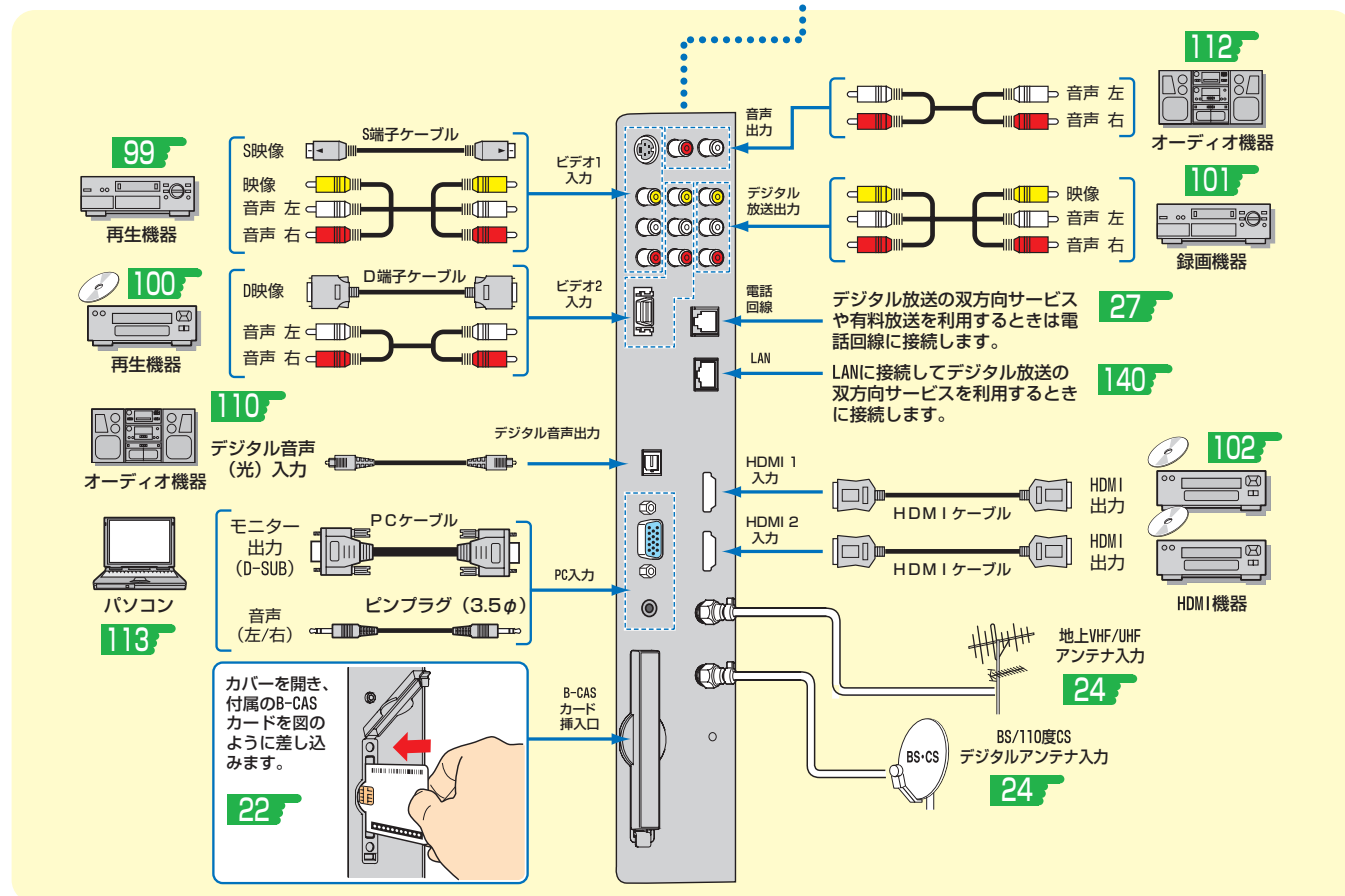 99
再生機器
S端子ケーブル
S映像
映像
音声 左
音声 右
ビデオ1
入力
100
再生機器
D端子ケーブル
D映像
音声 左
音声 右
ビデオ2
入力
110
オーディオ機器
デジタル音声
（光）入力
デジタル音声出力
パソコン
113
モニター
出力
(D-SUB)
PCケーブル
音声
(左/右)
ピンプラグ（3.5φ）
PC入力
カバーを開き、
付属のB-CAS
カードを図の
ように差し込
みます。
22
B-CAS
カード
挿入口
音声
出力
音声 左
音声 右
112
オーディオ機器
デジタル
放送出力
映像
音声 左
音声 右
101
録画機器
電話
回線
デジタル放送の双方向サービス
や有料放送を利用するときは電
話回線に接続します。
27
LAN
LANに接続してデジタル放送の
双方向サービスを利用するとき
に接続します。
140
HDMI 1
入力
HDMIケーブル
HDMI
出力
102
HDMI 2
入力
HDMIケーブル
HDMI
出力
HDMI機器
地上VHF/UHF
アンテナ入力
24
BS・CS
BS/110度CS
デジタルアンテナ入力
24